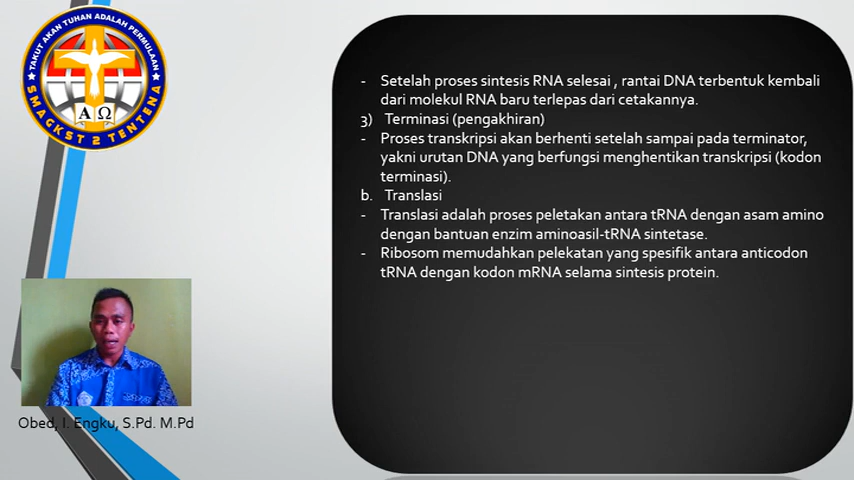 TAKUT AKAN TUHAN ADALAH PERMULAAN
SMAGKST 2 TENTENA
Α Ω
- Setelah proses sintesis RNA selesai , rantai DNA terbentuk kembali
dari molekul RNA baru terlepas dari cetakannya.
3) Terminasi (pengakhiran)
- Proses transkripsi akan berhenti setelah sampai pada terminator,
yakni urutan DNA yang berfungsi menghentikan transkripsi (kodon
terminasi).
b. Translasi
- Translasi adalah proses peletakan antara tRNA dengan asam amino
dengan bantuan enzim aminoasil-tRNA sintetase.
- Ribosom memudahkan pelekatan yang spesifik antara anticodon
tRNA dengan kodon mRNA selama sintesis protein.
Obed, I. Engku, S.Pd. M.Pd